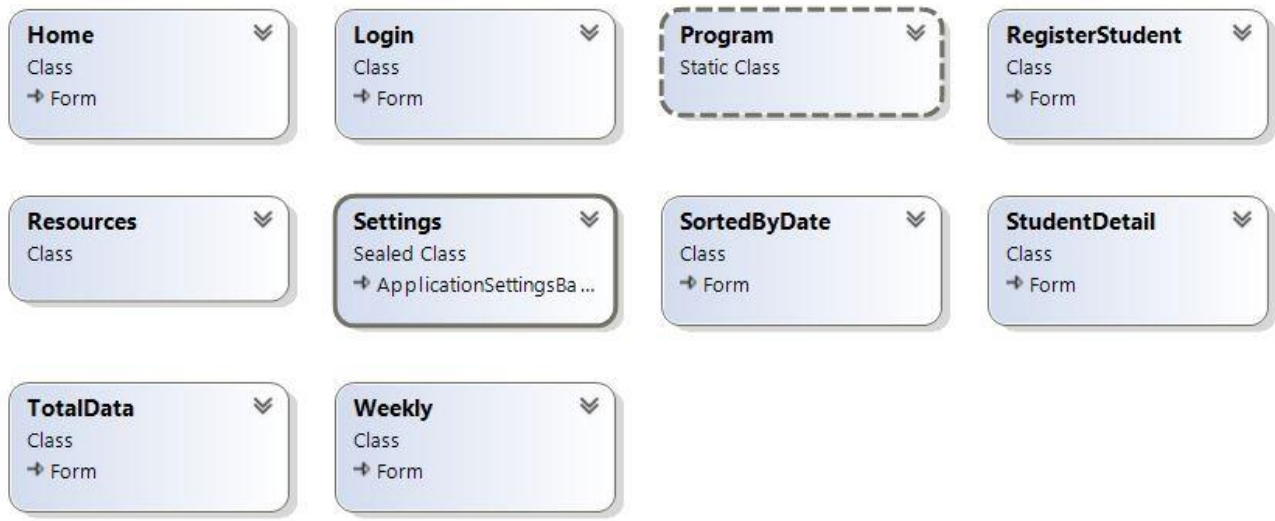 Home
Class
Form
Login
Class
Form
Program
Static Class
RegisterStudent
Class
Form
Resources
Class
Settings
Sealed Class
ApplicationSettingsBa...
SortedByDate
Class
Form
StudentDetail
Class
Form
TotalData
Class
Form
Weekly
Class
Form